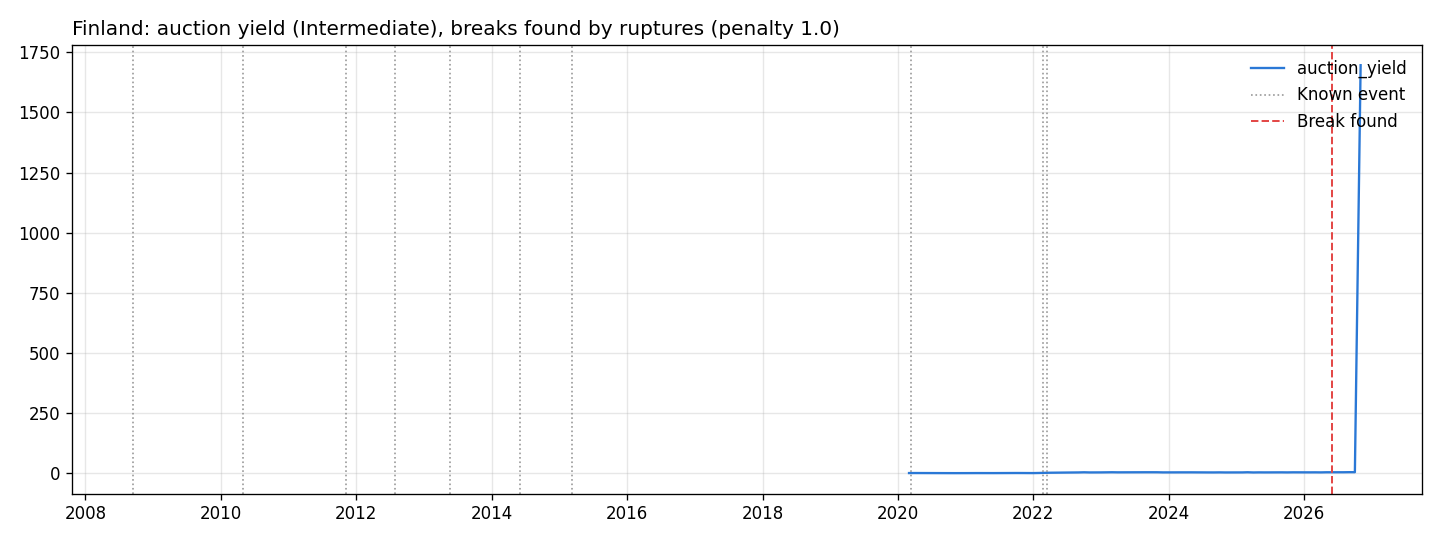 Finland: auction yield (Intermediate), breaks found by ruptures (penalty 1.0)
1750
1500
1250
1000
750
500
250
0
auction_yield
Known event
Break found
2008 2010 2012 2014 2016 2018 2020 2022 2024 2026